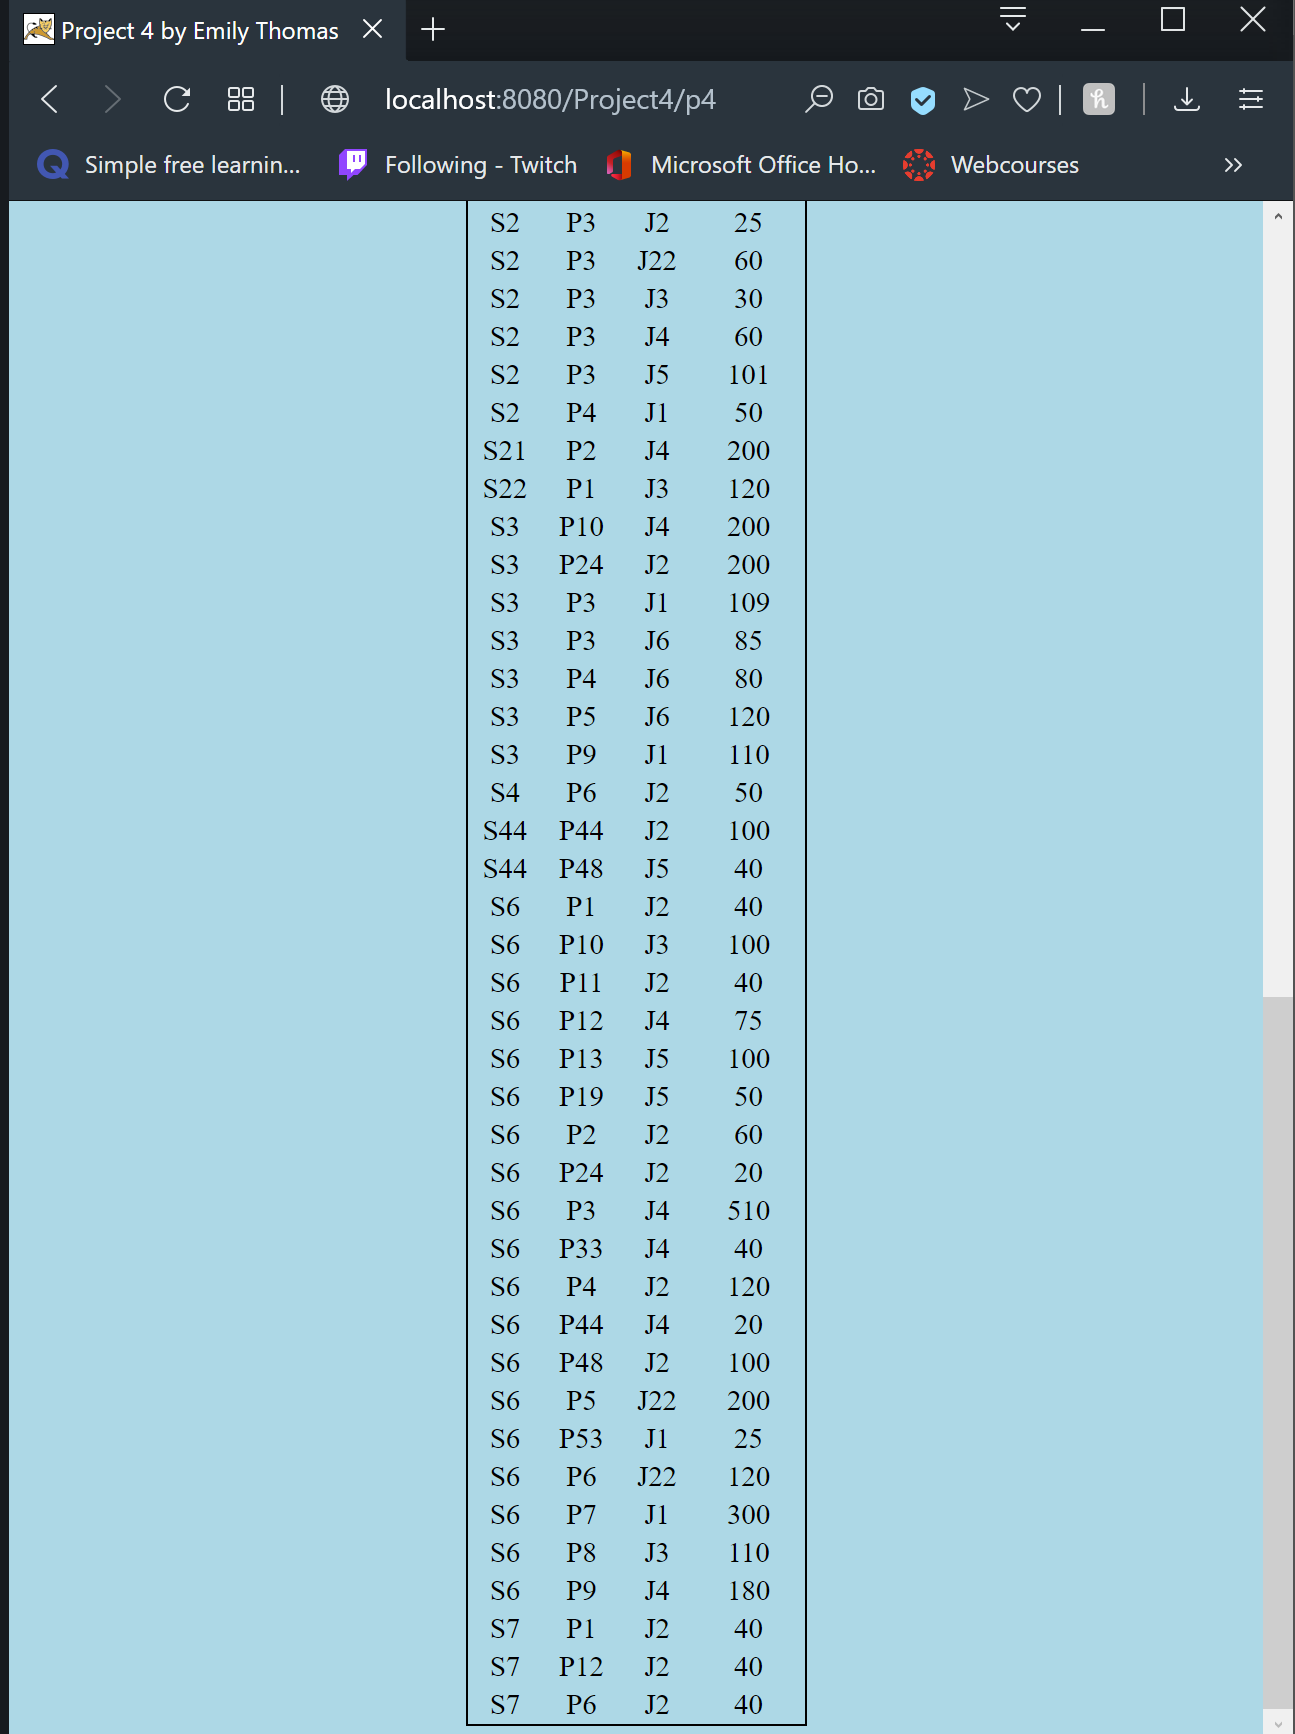 Project 4 by Emily Thomas
localhost:8080/Project4/p4
Simple free learnin... Following - Twitch Microsoft Office Ho... Webcourses
S2 P3 J2 25
S2 P3 J22 60
S2 P3 J3 30
S2 P3 J4 60
S2 P3 J5 101
S2 P4 J1 50
S21 P2 J4 200
S22 P1 J3 120
S3 P10 J4 200
S3 P24 J2 200
S3 P3 J1 109
S3 P3 J6 85
S3 P4 J6 80
S3 P5 J6 120
S3 P9 J1 110
S4 P6 J2 50
S44 P44 J2 100
S44 P48 J5 40
S6 P1 J2 40
S6 P10 J3 100
S6 P11 J2 40
S6 P12 J4 75
S6 P13 J5 100
S6 P19 J5 50
S6 P2 J2 60
S6 P24 J2 20
S6 P3 J4 510
S6 P33 J4 40
S6 P4 J2 120
S6 P44 J4 20
S6 P48 J2 100
S6 P5 J22 200
S6 P53 J1 25
S6 P6 J22 120
S6 P7 J1 300
S6 P8 J3 110
S6 P9 J4 180
S7 P1 J2 40
S7 P12 J2 40
S7 P6 J2 40